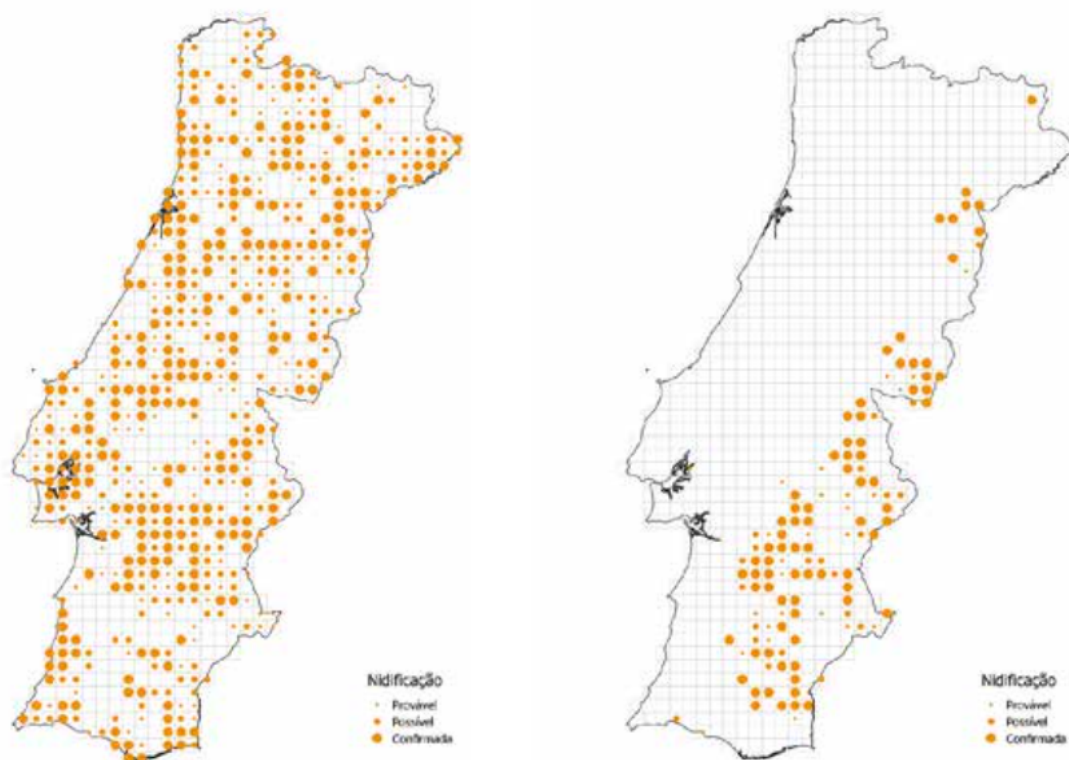 Nidificação
Provável
Possível
Confirmada
Nidificação
Provável
Possível
Confirmada